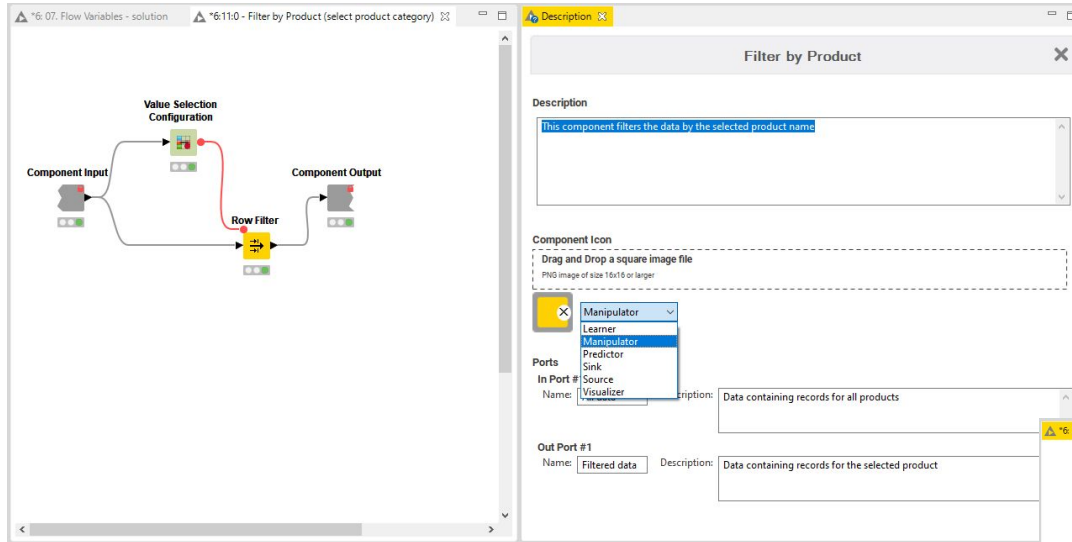 *6: 07. Flow Variables - solution
*6:11:0 - Filter by Product (select product category)
Value Selection
Configuration
Component Input
Component Output
Row Filter
Description
Filter by Product
Description
This component filters the data by the selected product name
Component Icon
Drag and Drop a square image file
PNG image of size 16x16 or larger
Manipulator
Learner
Manipulator
Predictor
Sink
Source
Visualizer
Ports
In Port #
Name:
Data containing records for all products
Out Port #1
Name: Filtered data Description: Data containing records for the selected product
*6: